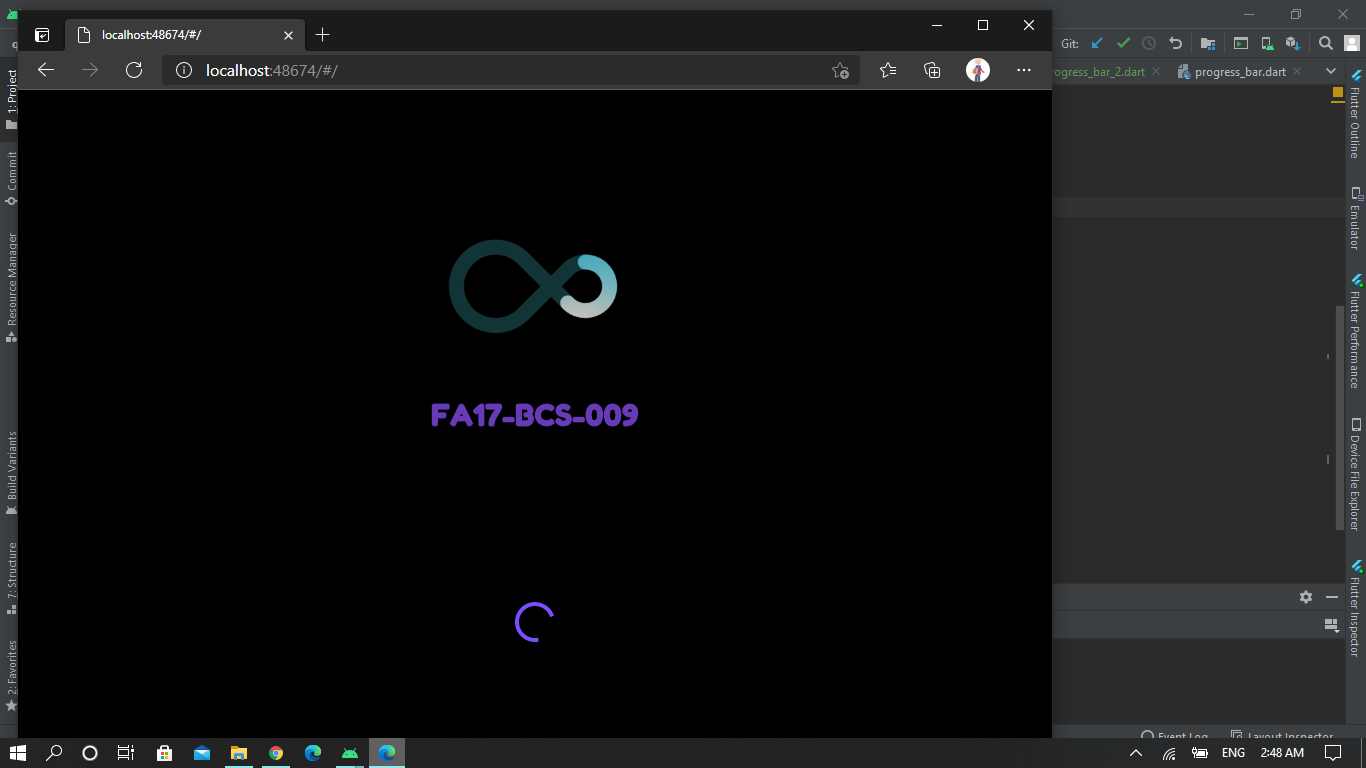 localhost:48674/#/
localhost:48674/#/
Git:
rogress_bar_2.dart
progress_bar.dart
1: Project
Commit
Resource Manager
Build Variants
7: Structure
2: Favorites
FA17-BCS-009
Flutter Outline
Emulator
Flutter Performance
Device File Explorer
Flutter Inspector
Event Log
Layout Inspector
ENG
2:48 AM